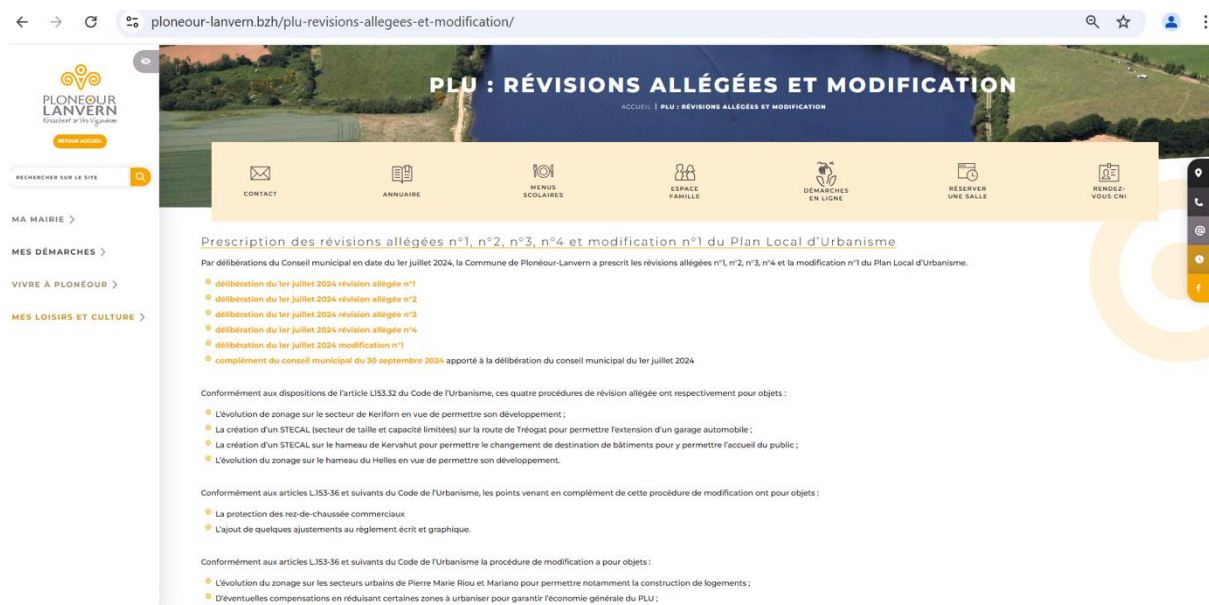 ploneour-lanvern.bzh/plu-revisions-allegees-et-modification/
PLONEOUR
LANVERN
RETOUR ACCUEIL
RECHERCHER SUR LE SITE
MA MAIRIE >
MES DÉMARCHES >
VIVRE À PLONÉOUR >
MES LOISIRS ET CULTURE >
PLU : RÉVISIONS ALLÉGÉES ET MODIFICATION
ACCUEIL | PLU : RÉVISIONS ALLÉGÉES ET MODIFICATION
CONTACT
ANNUAIRE
MENUS
SCOLAIRES
ESPACE
FAMILLE
DÉMARCHES
EN LIGNE
RÉSERVER
UNE SALLE
RENDEZ-
VOUS CNI
Prescription des révisions allégées n°1, n°2, n°3, n°4 et modification n°1 du Plan Local d'Urbanisme
Par délibérations du Conseil municipal en date du 1er juillet 2024, la Commune de Plonéour-Lanvern a prescrit les révisions allégées n°1, n°2, n°3, n°4 et la modification n°1 du Plan Local d'Urbanisme.
délibération du 1er juillet 2024 révision allégée n°1
délibération du 1er juillet 2024 révision allégée n°2
délibération du 1er juillet 2024 révision allégée n°3
délibération du 1er juillet 2024 révision allégée n°4
délibération du 1er juillet 2024 modification n°1
complément du conseil municipal du 30 septembre 2024 apporté à la délibération du conseil municipal du 1er juillet 2024
Conformément aux dispositions de l'article L153.32 du Code de l'Urbanisme, ces quatre procédures de révision allégée ont respectivement pour objets :
L'évolution de zonage sur le secteur de Keriforn en vue de permettre son développement ;
La création d'un STECAL (secteur de taille et capacité limitées) sur la route de Tréogat pour permettre l'extension d'un garage automobile ;
La création d'un STECAL sur le hameau de Kervahut pour permettre le changement de destination de bâtiments pour y permettre l'accueil du public ;
L'évolution du zonage sur le hameau du Helles en vue de permettre son développement.
Conformément aux articles L.153-36 et suivants du Code de l'Urbanisme, les points venant en complément de cette procédure de modification ont pour objets :
La protection des rez-de-chaussée commerciaux
L'ajout de quelques ajustements au règlement écrit et graphique.
Conformément aux articles L.153-36 et suivants du Code de l'Urbanisme la procédure de modification a pour objets :
L'évolution du zonage sur les secteurs urbains de Pierre Marie Riou et Mariano pour permettre notamment la construction de logements ;
D'éventuelles compensations en réduisant certaines zones à urbaniser pour garantir l'économie générale du PLU ;